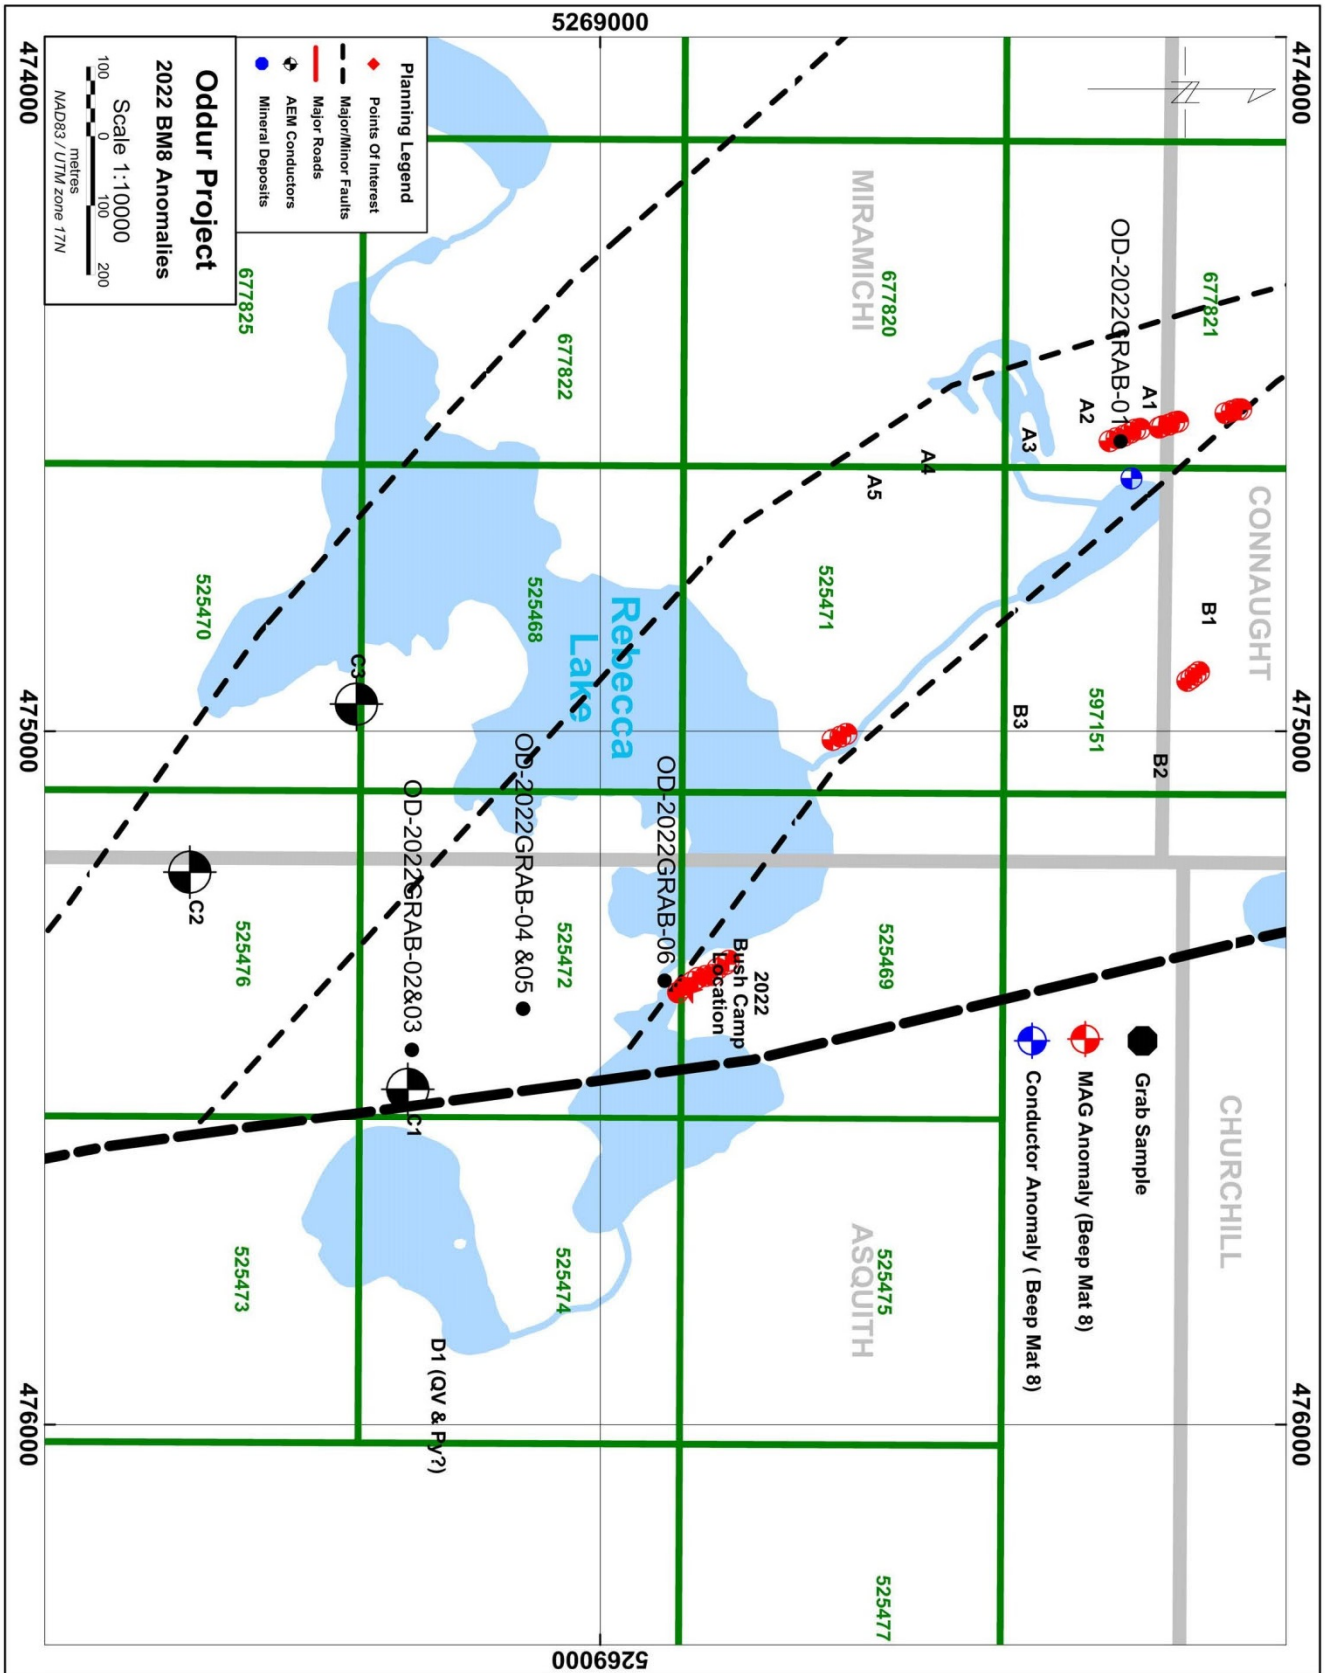 474000
475000
476000
5269000
5269000
474000
475000
476000
CONNAUGHT
CHURCHILL
MIRAMICHI
ASQUITH
677821
597151
677820
525471
525469
525475
525477
677822
525468
525472
525474
677825
525470
525476
525473
B1
A1
OD-2022GRAB-01
A2
B2
A3
B3
A4
A5
Grab Sample
MAG Anomaly (Beep Mat 8)
Conductor Anomaly ( Beep Mat 8)
2022
Bush Camp
Location
Rebecca
Lake
OD-2022GRAB-06
OD-2022GRAB-04 &05
OD-2022GRAB-02&03
C1
C3
C2
D1 (QV & Py?)
Planning Legend
Points Of Interest
Major/Minor Faults
Major Roads
AEM Conductors
Mineral Deposits
Oddur Project
2022 BM8 Anomalies
Scale 1:10000
100 0 100 200
metres
NAD83 / UTM zone 17N
N